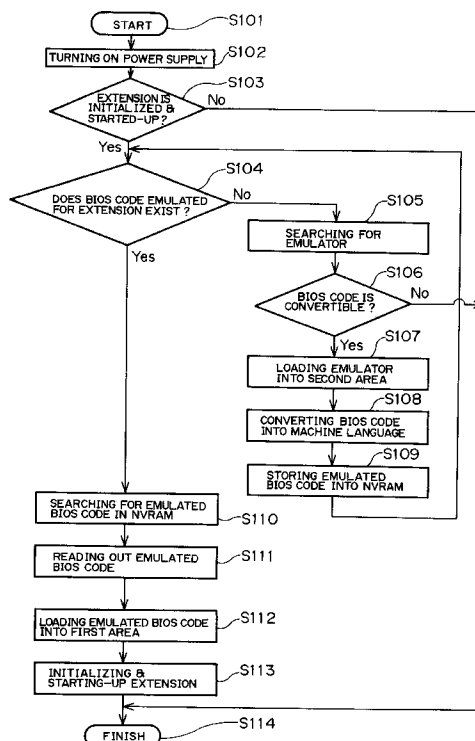 START
S101
TURNING ON POWER SUPPLY
S102
EXTENSION IS
INITIALIZED &
STARTED-UP ?
S103
No
Yes
DOES BIOS CODE EMULATED
FOR EXTENSION EXIST ?
S104
No
Yes
SEARCHING FOR
EMULATOR
S105
BIOS CODE IS
CONVERTIBLE ?
S106
No
Yes
LOADING EMULATOR
INTO SECOND AREA
S107
CONVERTING BIOS CODE
INTO MACHINE LANGUAGE
S108
STORING EMULATED
BIOS CODE INTO NVRAM
S109
SEARCHING FOR EMULATED
BIOS CODE IN NVRAM
S110
READING OUT EMULATED
BIOS CODE
S111
LOADING EMULATED BIOS CODE
INTO FIRST AREA
S112
INITIALIZING &
STARTING-UP EXTENSION
S113
FINISH
S114